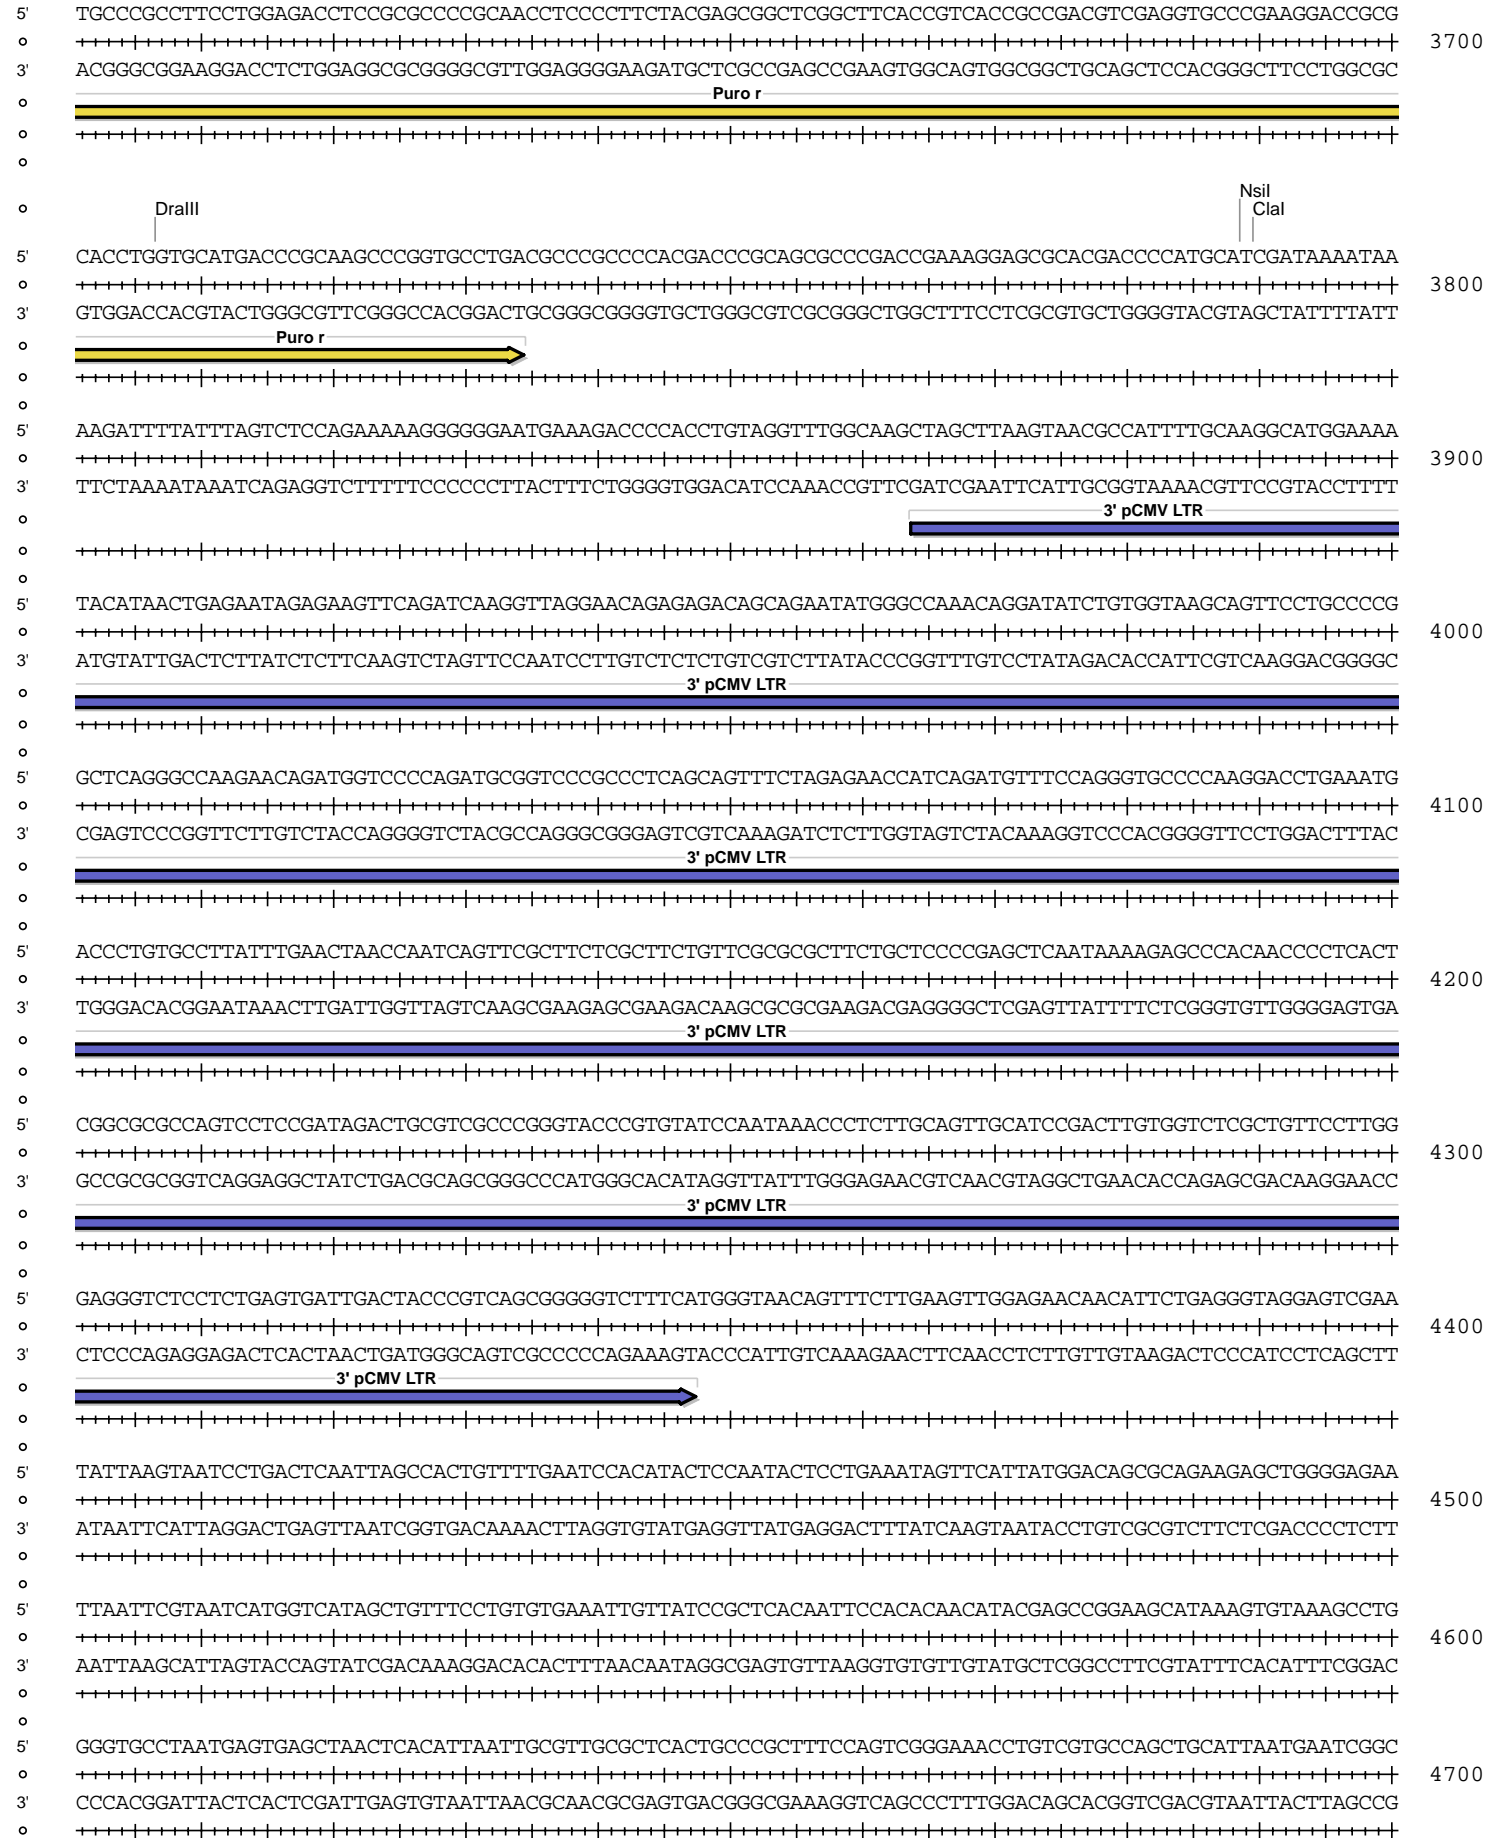 5' TGCCCGCCTTCCTGGAGACCTCCGCGCCCCGCAACCTCCCCTTCTACGAGCGGCTCGGCTTCACCGTCACCGCCGACGTCGAGGTGCCCGAAGGACCGCG
3700
3' ACGGGCGGAAGGACCTCTGGAGGCGCGGGGCGTTGGAGGGGAAGATGCTCGCCGAGCCGAAGTGGCAGTGGCGGCTGCAGCTCCACGGGCTTCCTGGCGC
Puro r
NsiI
DraIII ClaI
5' CACCTGGTGCATGACCCGCAAGCCCGGTGCCTGACGCCCGCCCCACGACCCGCAGCGCCCGACCGAAAGGAGCGCACGACCCCATGCATCGATAAAATAA
3800
3' GTGGACCACGTACTGGGCGTTCGGGCCACGGACTGCGGGCGGGGTGCTGGGCGTCGCGGGCTGGCTTTCCTCGCGTGCTGGGGTACGTAGCTATTTTATT
Puro r
5' AAGATTTTATTTAGTCTCCAGAAAAAGGGGGGAATGAAAGACCCCACCTGTAGGTTTGGCAAGCTAGCTTAAGTAACGCCATTTTGCAAGGCATGGAAAA
3900
3' TTCTAAAATAAATCAGAGGTCTTTTTCCCCCCTTACTTTCTGGGGTGGACATCCAAACCGTTCGATCGAATTCATTGCGGTAAAACGTTCCGTACCTTTT
3' pCMV LTR
5' TACATAACTGAGAATAGAGAAGTTCAGATCAAGGTTAGGAACAGAGAGACAGCAGAATATGGGCCAAACAGGATATCTGTGGTAAGCAGTTCCTGCCCCG
4000
3' ATGTATTGACTCTTATCTCTTCAAGTCTAGTTCCAATCCTTGTCTCTCTGTCGTCTTATACCCGGTTTGTCCTATAGACACCATTCGTCAAGGACGGGGC
3' pCMV LTR
5' GCTCAGGGCCAAGAACAGATGGTCCCCAGATGCGGTCCCGCCCTCAGCAGTTTCTAGAGAACCATCAGATGTTTCCAGGGTGCCCCAAGGACCTGAAATG
4100
3' CGAGTCCCGGTTCTTGTCTACCAGGGGTCTACGCCAGGGCGGGAGTCGTCAAAGATCTCTTGGTAGTCTACAAAGGTCCCACGGGGTTCCTGGACTTTAC
3' pCMV LTR
5' ACCCTGTGCCTTATTTGAACTAACCAATCAGTTCGCTTCTCGCTTCTGTTCGCGCGCTTCTGCTCCCCGAGCTCAATAAAAGAGCCCACAACCCCTCACT
4200
3' TGGGACACGGAATAAACTTGATTGGTTAGTCAAGCGAAGAGCGAAGACAAGCGCGCGAAGACGAGGGGCTCGAGTTATTTTCTCGGGTGTTGGGGAGTGA
3' pCMV LTR
5' CGGCGCGCCAGTCCTCCGATAGACTGCGTCGCCCGGGTACCCGTGTATCCAATAAACCCTCTTGCAGTTGCATCCGACTTGTGGTCTCGCTGTTCCTTGG
4300
3' GCCGCGCGGTCAGGAGGCTATCTGACGCAGCGGGCCCATGGGCACATAGGTTATTTGGGAGAACGTCAACGTAGGCTGAACACCAGAGCGACAAGGAACC
3' pCMV LTR
5' GAGGGTCTCCTCTGAGTGATTGACTACCCGTCAGCGGGGGTCTTTCATGGGTAACAGTTTCTTGAAGTTGGAGAACAACATTCTGAGGGTAGGAGTCGAA
4400
3' CTCCCAGAGGAGACTCACTAACTGATGGGCAGTCGCCCCCAGAAAGTACCCATTGTCAAAGAACTTCAACCTCTTGTTGTAAGACTCCCATCCTCAGCTT
3' pCMV LTR
5' TATTAAGTAATCCTGACTCAATTAGCCACTGTTTTGAATCCACATACTCCAATACTCCTGAAATAGTTCATTATGGACAGCGCAGAAGAGCTGGGGAGAA
4500
3' ATAATTCATTAGGACTGAGTTAATCGGTGACAAAACTTAGGTGTATGAGGTTATGAGGACTTTATCAAGTAATACCTGTCGCGTCTTCTCGACCCCTCTT
5' TTAATTCGTAATCATGGTCATAGCTGTTTCCTGTGTGAAATTGTTATCCGCTCACAATTCCACACAACATACGAGCCGGAAGCATAAAGTGTAAAGCCTG
4600
3' AATTAAGCATTAGTACCAGTATCGACAAAGGACACACTTTAACAATAGGCGAGTGTTAAGGTGTGTTGTATGCTCGGCCTTCGTATTTCACATTTCGGAC
5' GGGTGCCTAATGAGTGAGCTAACTCACATTAATTGCGTTGCGCTCACTGCCCGCTTTCCAGTCGGGAAACCTGTCGTGCCAGCTGCATTAATGAATCGGC
4700
3' CCCACGGATTACTCACTCGATTGAGTGTAATTAACGCAACGCGAGTGACGGGCGAAAGGTCAGCCCTTTGGACAGCACGGTCGACGTAATTACTTAGCCG